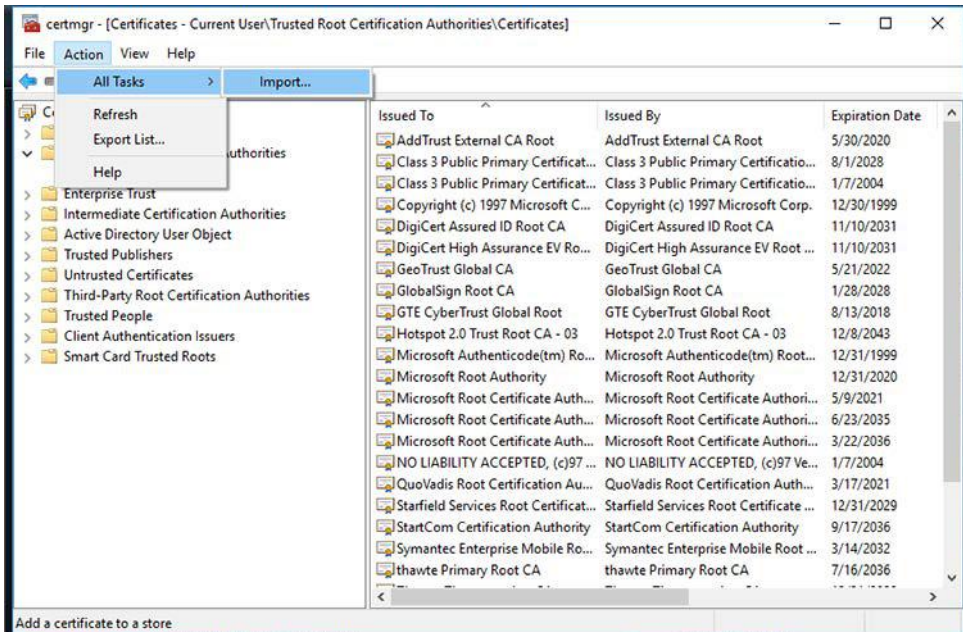 certmgr - [Certificates - Current User\Trusted Root Certification Authorities\Certificates]
File Action View Help
All Tasks > Import...
Refresh
Export List...
Help
uthorities
Enterprise Trust
Intermediate Certification Authorities
Active Directory User Object
Trusted Publishers
Untrusted Certificates
Third-Party Root Certification Authorities
Trusted People
Client Authentication Issuers
Smart Card Trusted Roots
Issued To Issued By Expiration Date
AddTrust External CA Root AddTrust External CA Root 5/30/2020
Class 3 Public Primary Certificat... Class 3 Public Primary Certificatio... 8/1/2028
Class 3 Public Primary Certificat... Class 3 Public Primary Certificatio... 1/7/2004
Copyright (c) 1997 Microsoft C... Copyright (c) 1997 Microsoft Corp. 12/30/1999
DigiCert Assured ID Root CA DigiCert Assured ID Root CA 11/10/2031
DigiCert High Assurance EV Ro... DigiCert High Assurance EV Root ... 11/10/2031
GeoTrust Global CA GeoTrust Global CA 5/21/2022
GlobalSign Root CA GlobalSign Root CA 1/28/2028
GTE CyberTrust Global Root GTE CyberTrust Global Root 8/13/2018
Hotspot 2.0 Trust Root CA - 03 Hotspot 2.0 Trust Root CA - 03 12/8/2043
Microsoft Authenticode(tm) Ro... Microsoft Authenticode(tm) Root... 12/31/1999
Microsoft Root Authority Microsoft Root Authority 12/31/2020
Microsoft Root Certificate Auth... Microsoft Root Certificate Authori... 5/9/2021
Microsoft Root Certificate Auth... Microsoft Root Certificate Authori... 6/23/2035
Microsoft Root Certificate Auth... Microsoft Root Certificate Authori... 3/22/2036
NO LIABILITY ACCEPTED, (c)97 ... NO LIABILITY ACCEPTED, (c)97 Ve... 1/7/2004
QuoVadis Root Certification Au... QuoVadis Root Certification Auth... 3/17/2021
Starfield Services Root Certificat... Starfield Services Root Certificate ... 12/31/2029
StartCom Certification Authority StartCom Certification Authority 9/17/2036
Symantec Enterprise Mobile Ro... Symantec Enterprise Mobile Root ... 3/14/2032
thawte Primary Root CA thawte Primary Root CA 7/16/2036
Add a certificate to a store